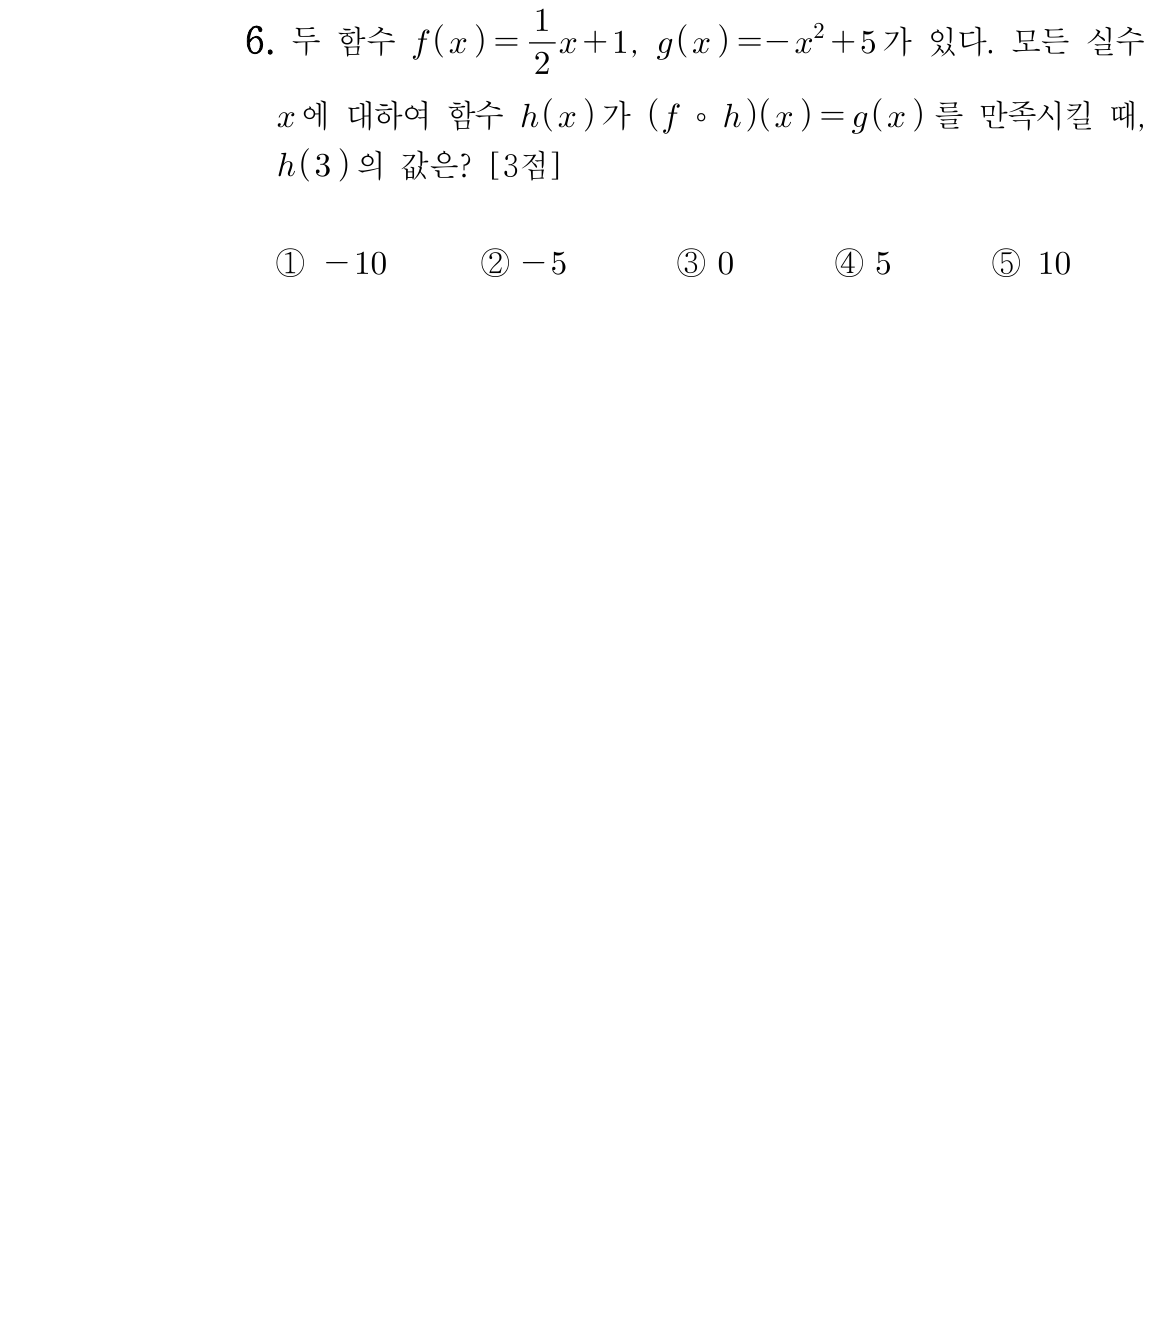 6. 두 함수 f(x)=\frac{1}{2}x+1, g(x)=-x^2+5가 있다. 모든 실수
x에 대하여 함수 h(x)가 (f∘h)(x)=g(x)를 만족시킬 때,
h(3)의 값은? [3점]
① -10 ② -5 ③ 0 ④ 5 ⑤ 10